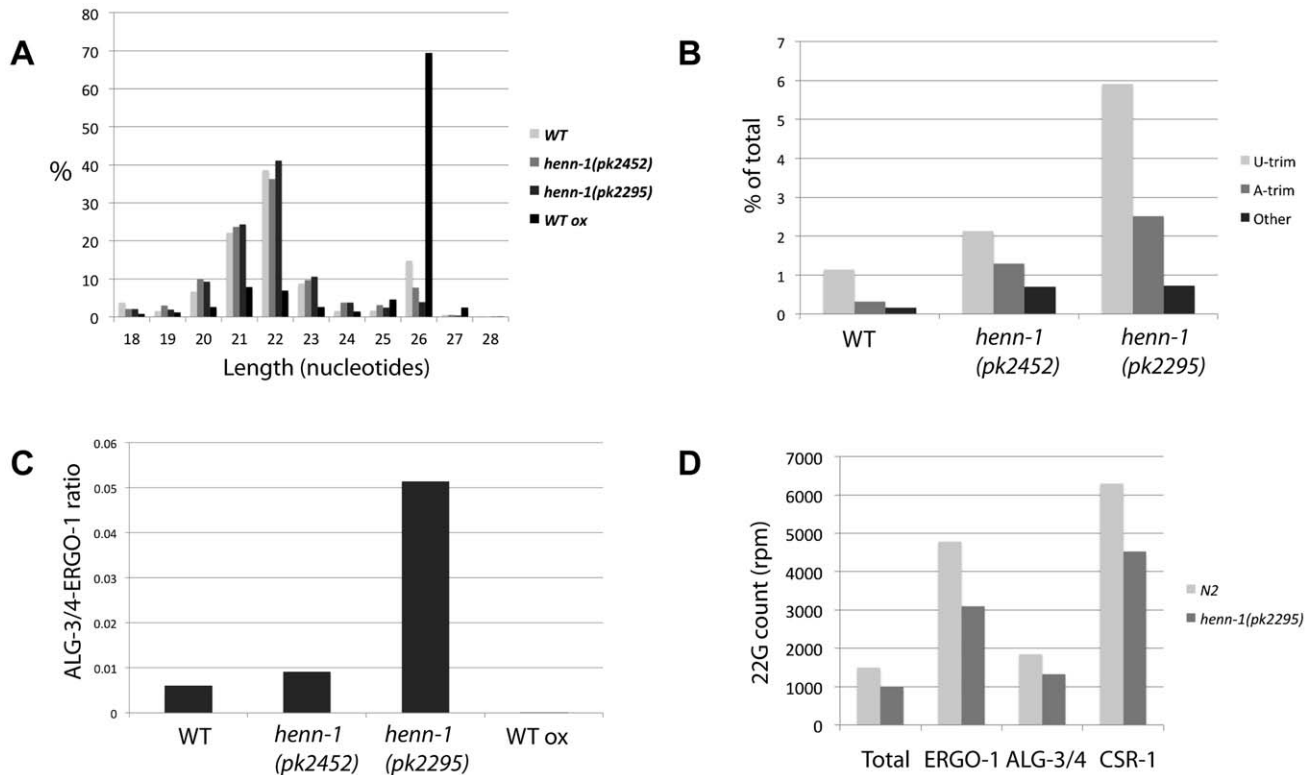 A
80
70
60
50
40
30
20
10
0
%
18 19 20 21 22 23 24 25 26 27 28
Length (nucleotides)
WT
henn-1(pk2452)
henn-1(pk2295)
WT ox
B
7
6
5
4
3
2
1
0
% of total
WT
henn-1
(pk2452)
henn-1
(pk2295)
U-trim
A-trim
Other
C
0.06
0.05
0.04
0.03
0.02
0.01
0
ALG-3/4-ERGO-1 ratio
WT
henn-1
(pk2452)
henn-1
(pk2295)
WT ox
D
7000
6000
5000
4000
3000
2000
1000
0
22G count (rpm)
Total ERGO-1 ALG-3/4 CSR-1
N2
henn-1(pk2295)